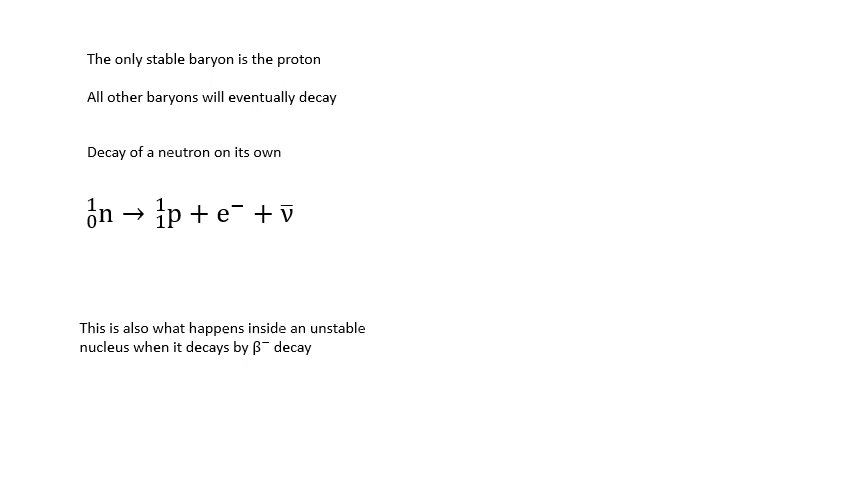 The only stable baryon is the proton
All other baryons will eventually decay
Decay of a neutron on its own
¹₀n → ¹₁p + e⁻ + ν̅
This is also what happens inside an unstable
nucleus when it decays by β⁻ decay